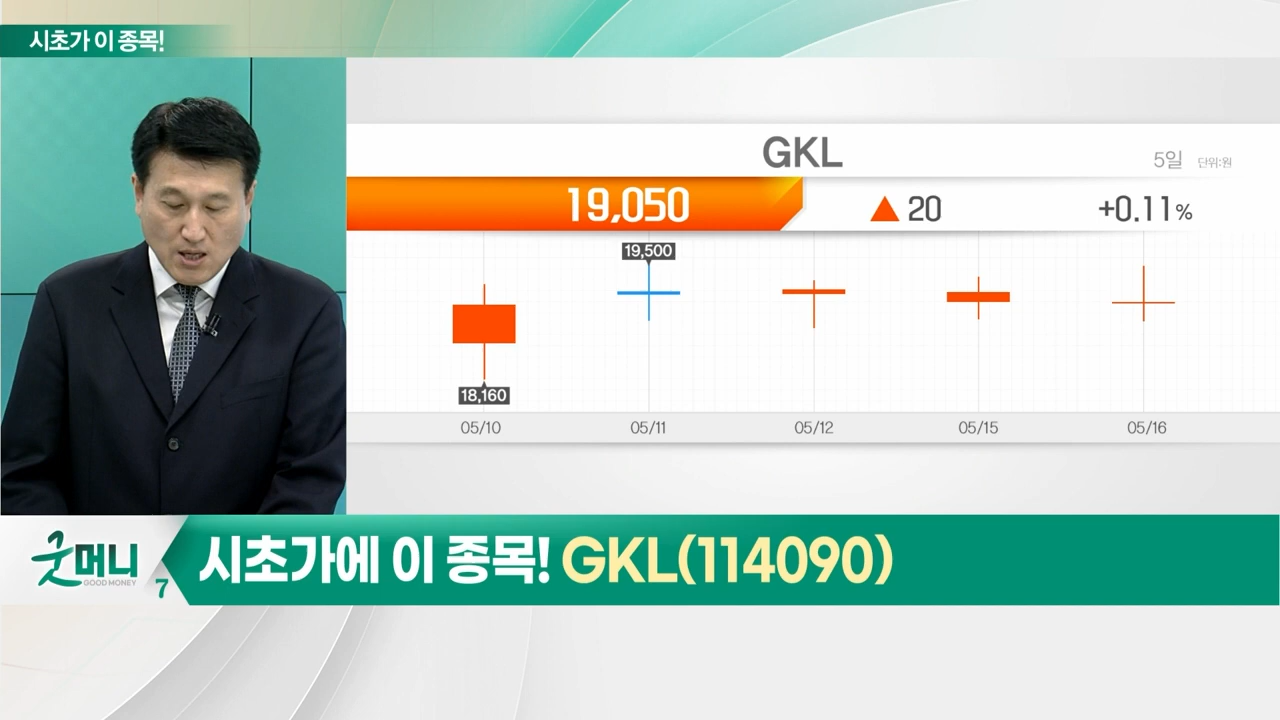 시초가 이 종목!
GKL
5일 단위:원
19,050 ▲ 20 +0.11%
19,500
18,160
05/10 05/11 05/12 05/15 05/16
굿머니
GOOD MONEY
7
시초가에 이 종목! GKL(114090)